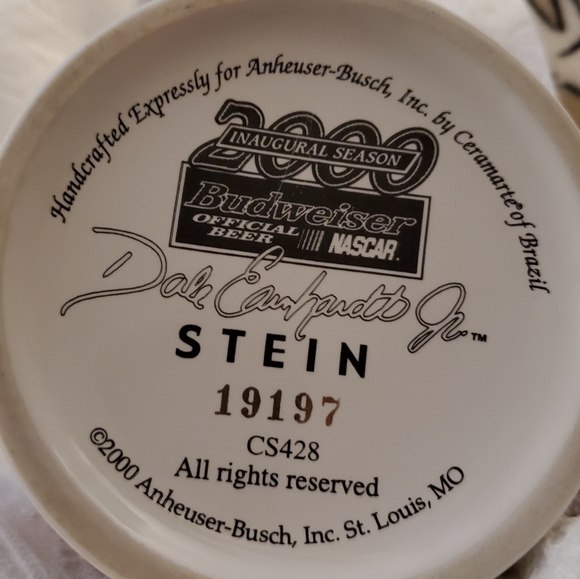 Handcrafted Expressly for Anheuser-Busch, Inc. by Ceramarte® of Brazil
2000
INAUGURAL SEASON
Budweiser
OFFICIAL BEER NASCAR.
Dale Earnhardt Jr.™
STEIN
19197
CS428
All rights reserved
©2000 Anheuser-Busch, Inc. St. Louis, MO